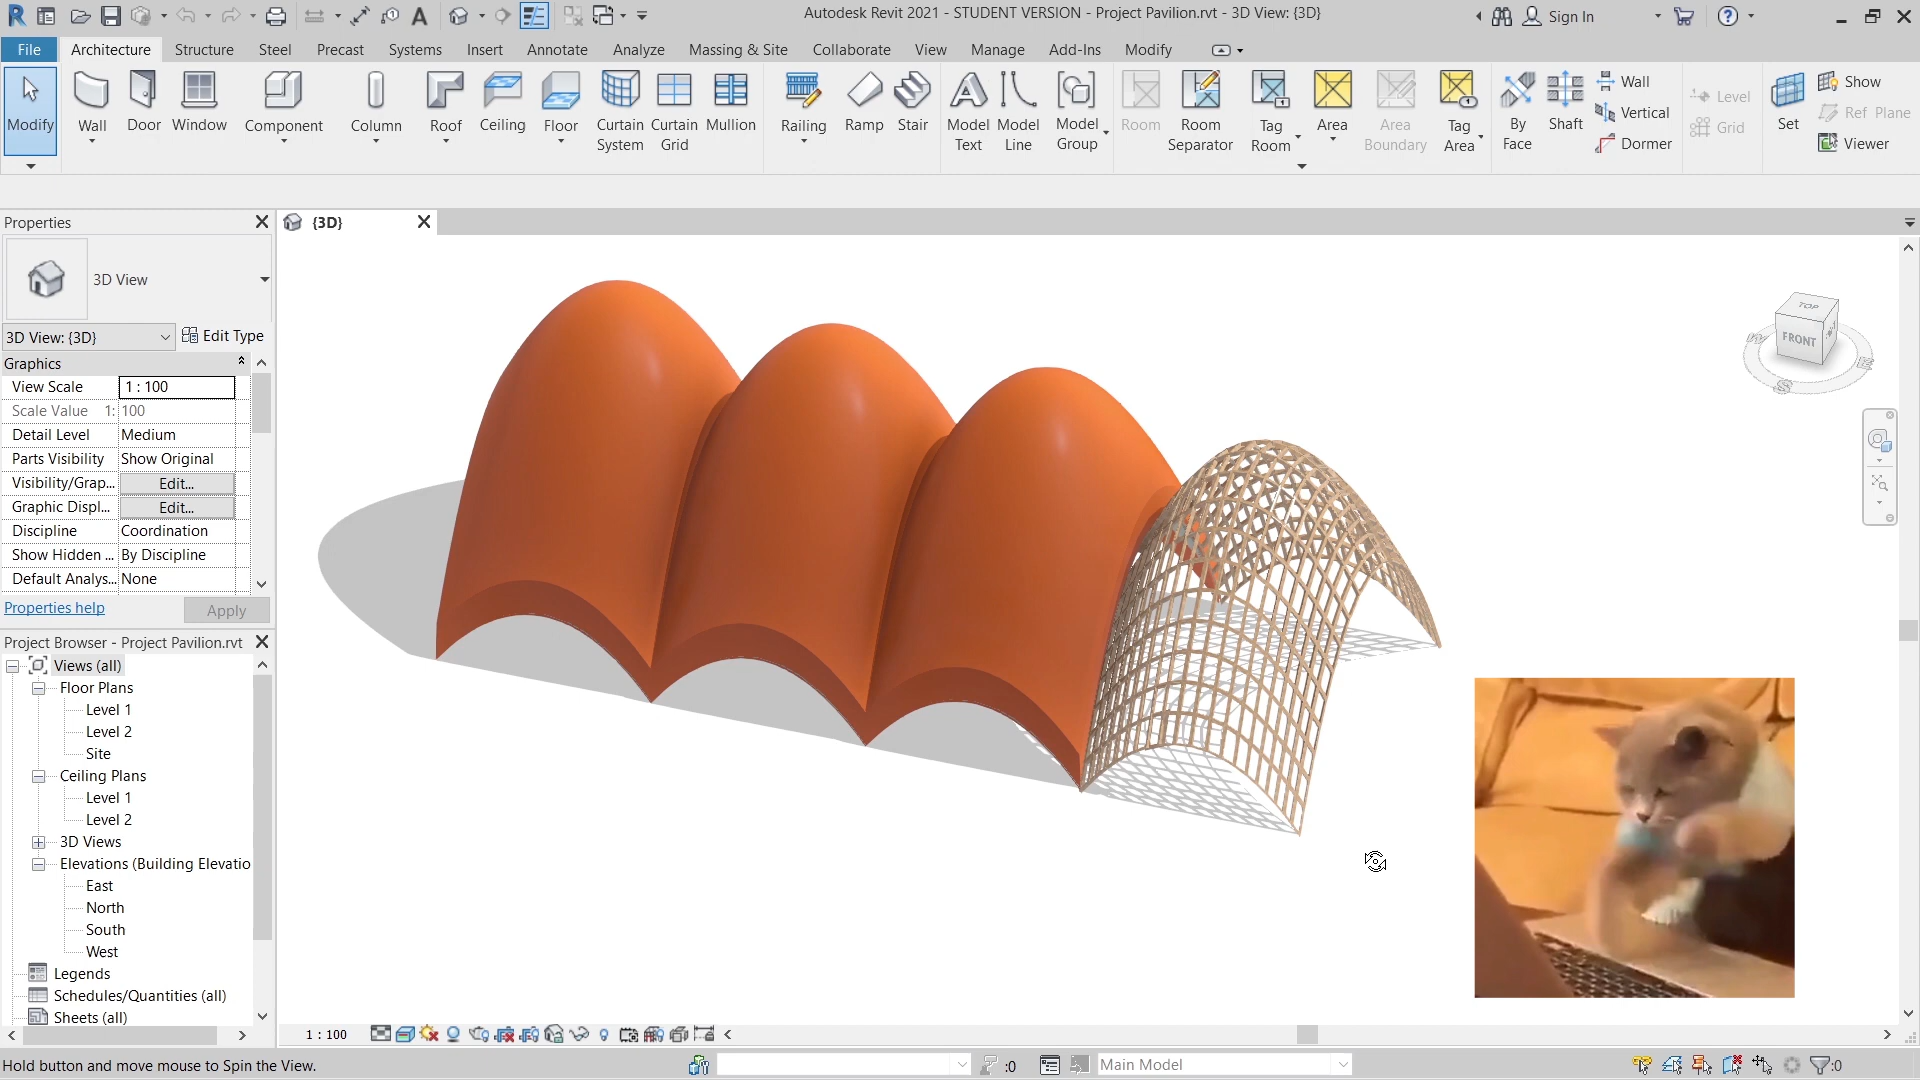 Autodesk Revit 2021 - STUDENT VERSION - Project Pavilion.rvt - 3D View: {3D}
Sign In
File Architecture Structure Steel Precast Systems Insert Annotate Analyze Massing & Site Collaborate View Manage Add-Ins Modify
Modify
Wall
Door
Window
Component
Column
Roof
Ceiling
Floor
Curtain System
Curtain Grid
Mullion
Railing
Ramp
Stair
Model Text
Model Line
Model Group
Room
Room Separator
Tag Room
Area
Area Boundary
Tag Area
By Face
Shaft
Wall
Vertical
Dormer
Level
Grid
Set
Show
Ref Plane
Viewer
Properties
{3D}
3D View
3D View: {3D}
Edit Type
Graphics
View Scale 1 : 100
Scale Value 1: 100
Detail Level Medium
Parts Visibility Show Original
Visibility/Grap... Edit...
Graphic Displ... Edit...
Discipline Coordination
Show Hidden ... By Discipline
Default Analys... None
Properties help
Apply
Project Browser - Project Pavilion.rvt
Views (all)
Floor Plans
Level 1
Level 2
Site
Ceiling Plans
Level 1
Level 2
3D Views
Elevations (Building Elevatio
East
North
South
West
Legends
Schedules/Quantities (all)
Sheets (all)
TOP
FRONT
W
S
E
1 : 100
Hold button and move mouse to Spin the View.
:0
Main Model
:0